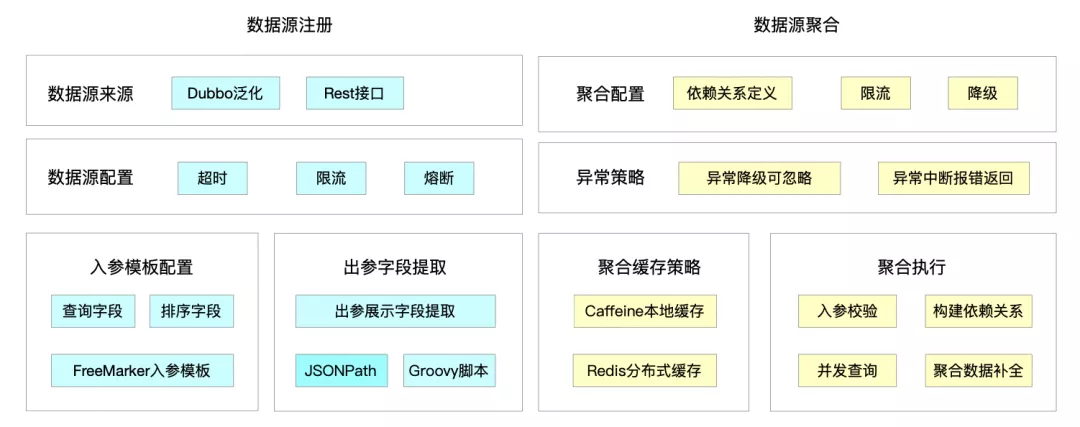 数据源注册
数据源来源
Dubbo泛化
Rest接口
数据源配置
超时
限流
熔断
入参模板配置
查询字段
排序字段
FreeMarker入参模板
出参字段提取
出参展示字段提取
JSONPath
Groovy脚本
数据源聚合
聚合配置
依赖关系定义
限流
降级
异常策略
异常降级可忽略
异常中断报错返回
聚合缓存策略
Caffeine本地缓存
Redis分布式缓存
聚合执行
入参校验
构建依赖关系
并发查询
聚合数据补全